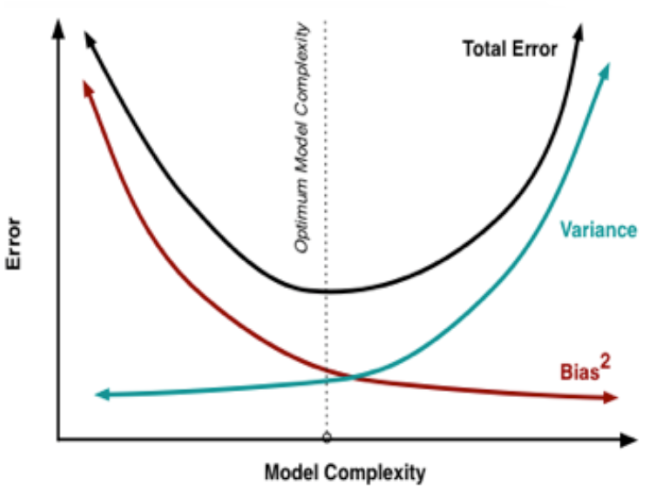 Optimum Model Complexity
Total Error
Variance
Error
Bias²
Model Complexity